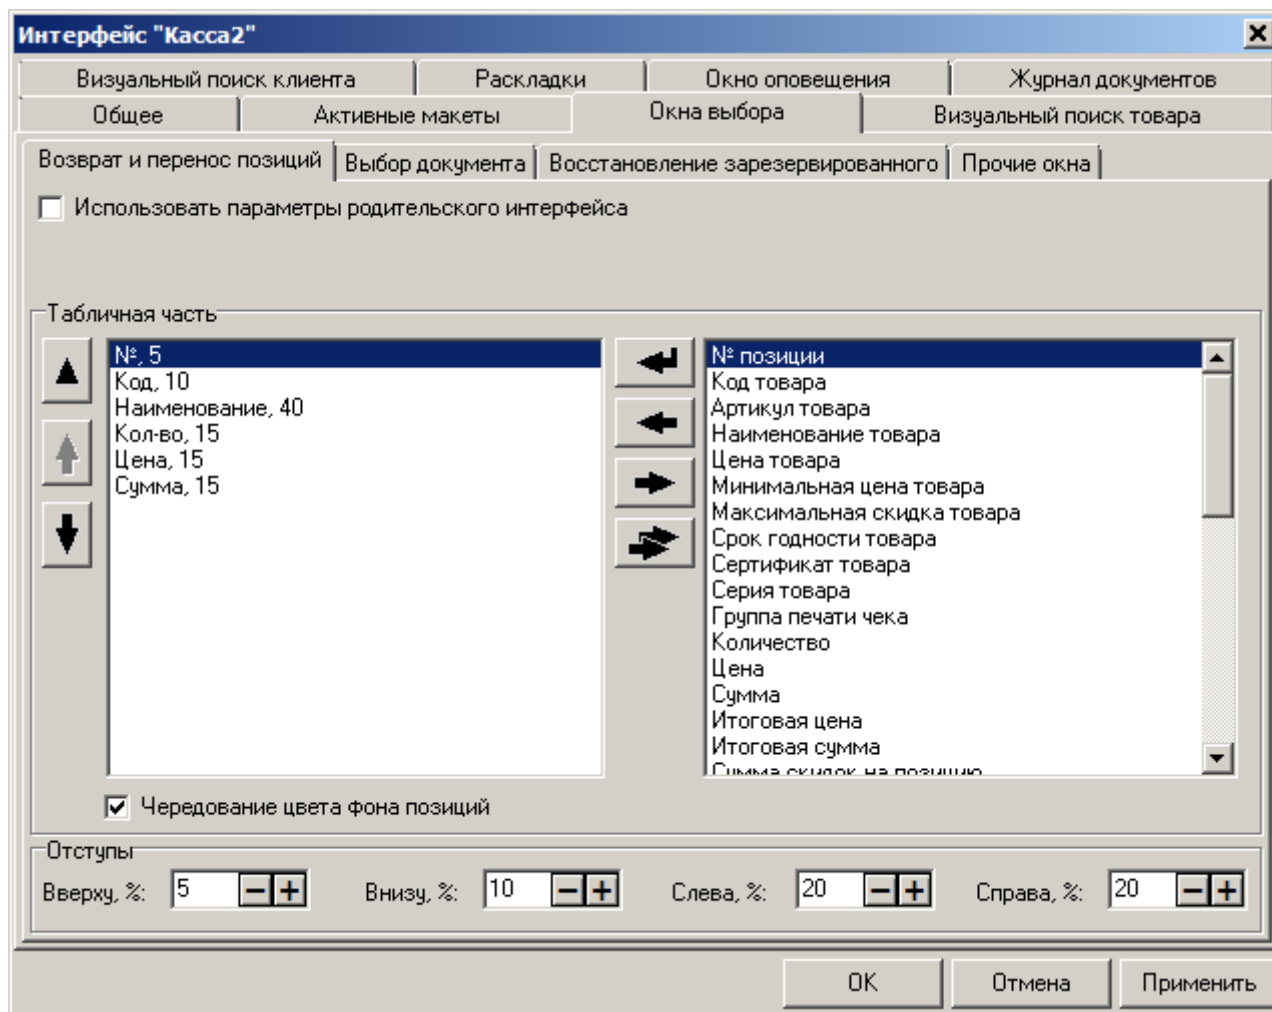 Интерфейс "Касса2"
Визуальный поиск клиента Раскладки Окно оповещения Журнал документов
Общее Активные макеты Окна выбора Визуальный поиск товара
Возврат и перенос позиций Выбор документа Восстановление зарезервированного Прочие окна
Использовать параметры родительского интерфейса
Табличная часть
№, 5
Код, 10
Наименование, 40
Кол-во, 15
Цена, 15
Сумма, 15
№ позиции
Код товара
Артикул товара
Наименование товара
Цена товара
Минимальная цена товара
Максимальная скидка товара
Срок годности товара
Сертификат товара
Серия товара
Группа печати чека
Количество
Цена
Сумма
Итоговая цена
Итоговая сумма
Сумма скидок на позицию
Чередование цвета фона позиций
Отступы
Вверху, %: 5 Внизу, %: 10 Слева, %: 20 Справа, %: 20
OK Отмена Применить